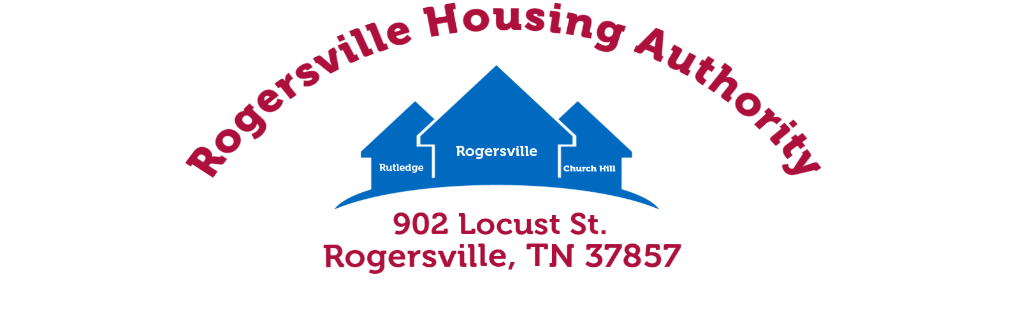 Rogersville Housing Authority
Rutledge
Rogersville
Church Hill
902 Locust St.
Rogersville, TN 37857